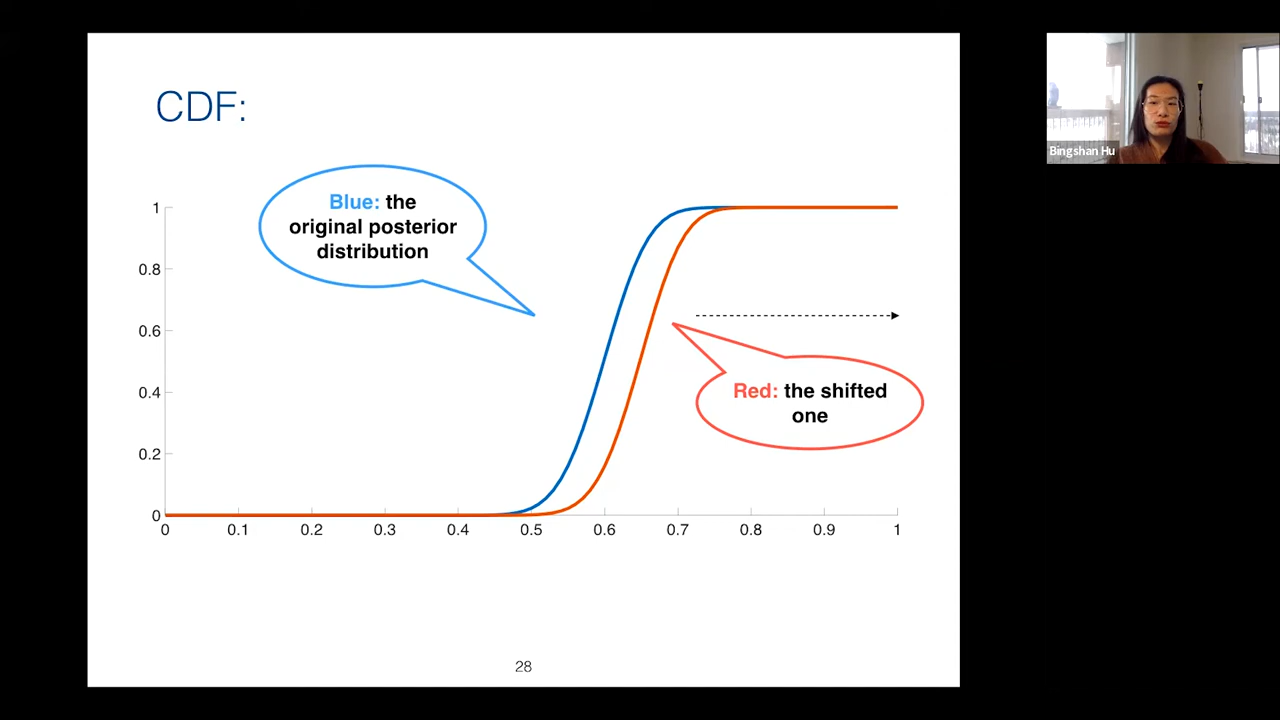 CDF:
Blue: the
original posterior
distribution
1
0.8
0.6
0.4
0.2
0
Red: the shifted
one
0 0.1 0.2 0.3 0.4 0.5 0.6 0.7 0.8 0.9 1
28
Bingshan Hu